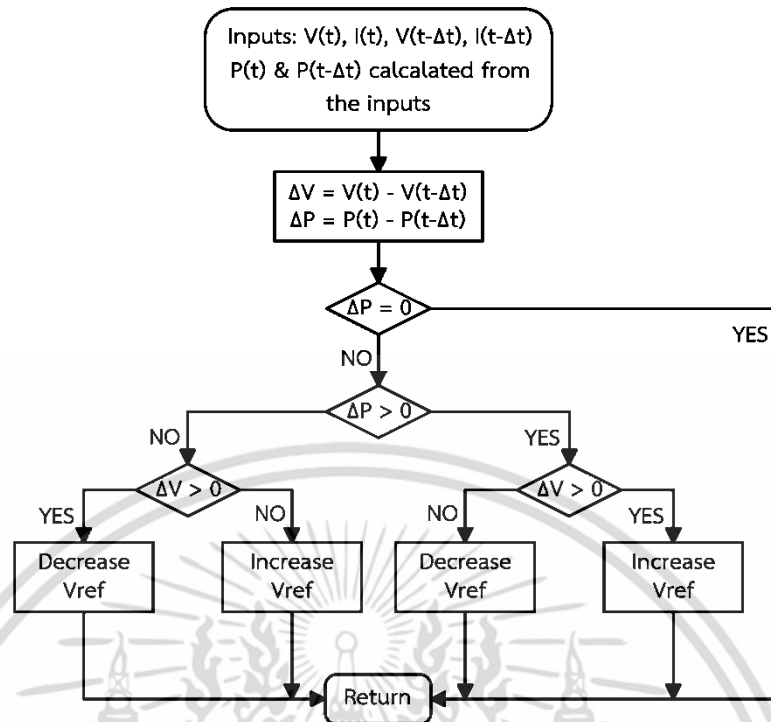 Inputs: V(t), I(t), V(t-Δt), I(t-Δt)
P(t) & P(t-Δt) calcalated from
the inputs
ΔV = V(t) - V(t-Δt)
ΔP = P(t) - P(t-Δt)
ΔP = 0
YES
NO
ΔP > 0
NO
YES
ΔV > 0
ΔV > 0
YES
NO
NO
YES
Decrease
Vref
Increase
Vref
Decrease
Vref
Increase
Vref
Return